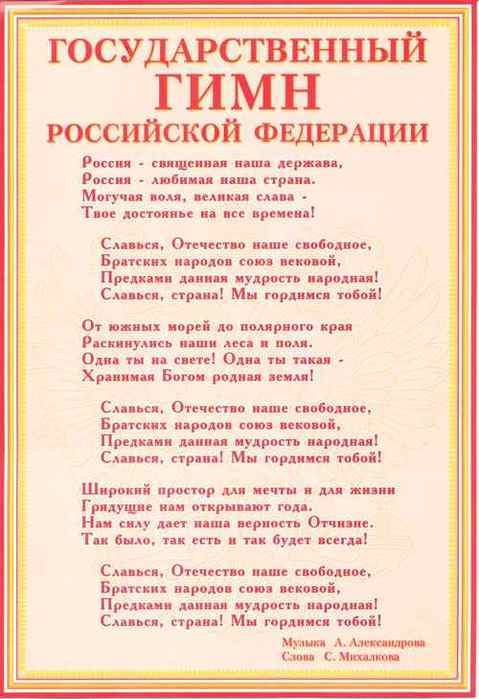 ГОСУДАРСТВЕННЫЙ
ГИМН
РОССИЙСКОЙ ФЕДЕРАЦИИ
Россия - священная наша держава,
Россия - любимая наша страна.
Могучая воля, великая слава -
Твое достоянье на все времена!
Славься, Отечество наше свободное,
Братских народов союз вековой,
Предками данная мудрость народная!
Славься, страна! Мы гордимся тобой!
От южных морей до полярного края
Раскинулись наши леса и поля.
Одна ты на свете! Одна ты такая -
Хранимая Богом родная земля!
Славься, Отечество наше свободное,
Братских народов союз вековой,
Предками данная мудрость народная!
Славься, страна! Мы гордимся тобой!
Широкий простор для мечты и для жизни
Грядущие нам открывают года.
Нам силу дает наша верность Отчизне.
Так было, так есть и так будет всегда!
Славься, Отечество наше свободное,
Братских народов союз вековой,
Предками данная мудрость народная!
Славься, страна! Мы гордимся тобой!
Музыка А. Александрова
Слова С. Михалкова